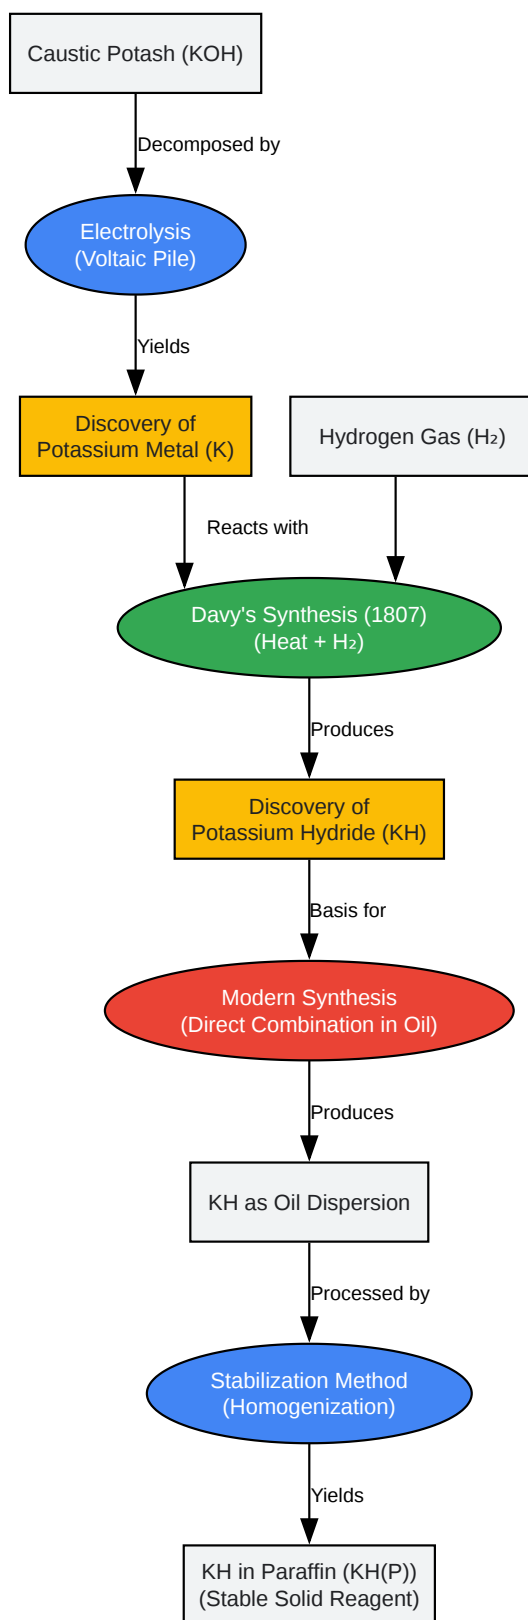 Caustic Potash (KOH)
Decomposed by
Electrolysis
(Voltaic Pile)
Yields
Discovery of
Potassium Metal (K)
Hydrogen Gas (H₂)
Reacts with
Davy's Synthesis (1807)
(Heat + H₂)
Produces
Discovery of
Potassium Hydride (KH)
Basis for
Modern Synthesis
(Direct Combination in Oil)
Produces
KH as Oil Dispersion
Processed by
Stabilization Method
(Homogenization)
Yields
KH in Paraffin (KH(P))
(Stable Solid Reagent)